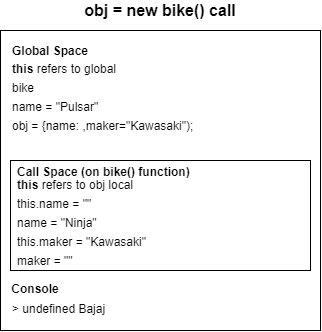 obj = new bike() call
Global Space
this refers to global
bike
name = "Pulsar"
obj = {name: ,maker="Kawasaki");
Call Space (on bike() function)
this refers to obj local
this.name = ""
name = "Ninja"
this.maker = "Kawasaki"
maker = ""
Console
> undefined Bajaj